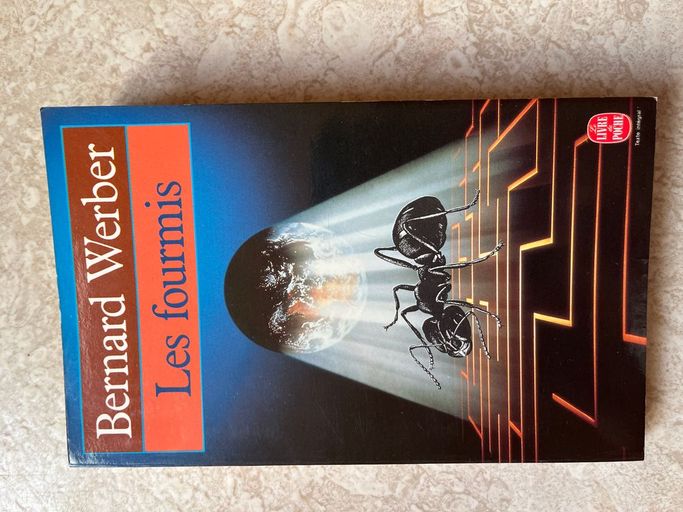 Bernard Werber
Les fourmis
Le
LIVRE
de
POCHE
Texte intégral